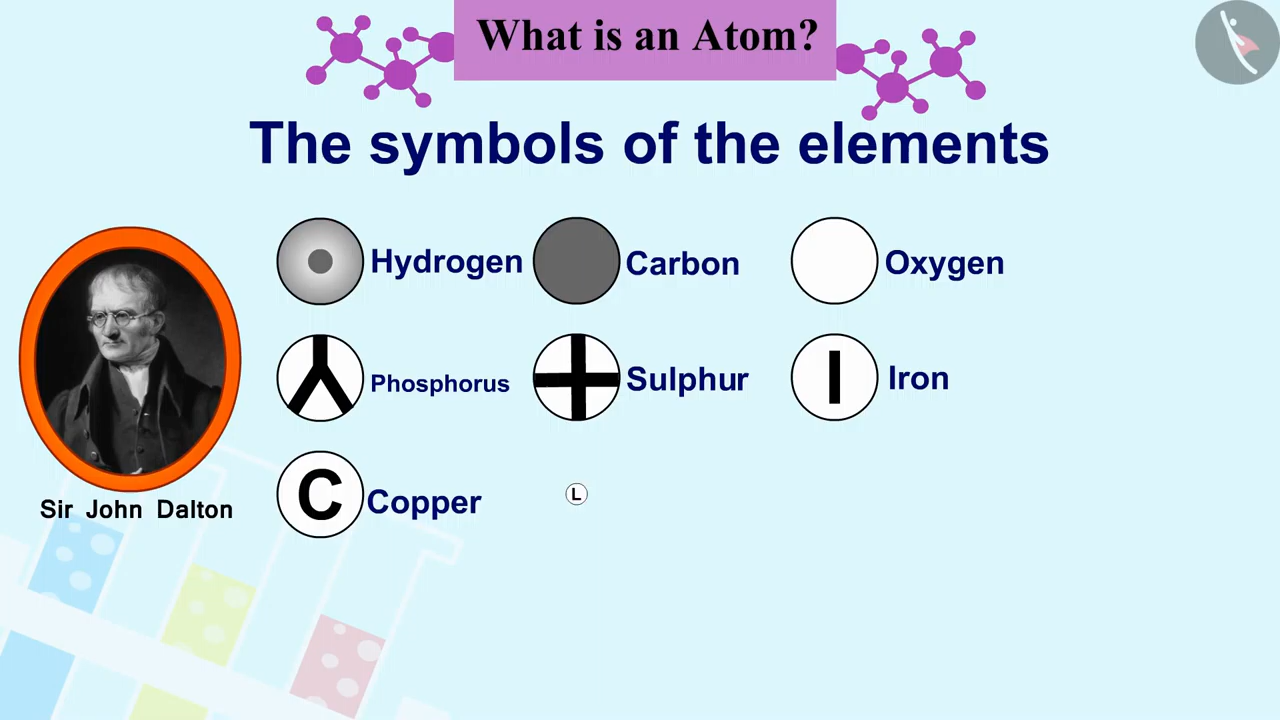 What is an Atom?
The symbols of the elements
Hydrogen Carbon Oxygen
Phosphorus Sulphur I Iron
C Copper L
Sir John Dalton